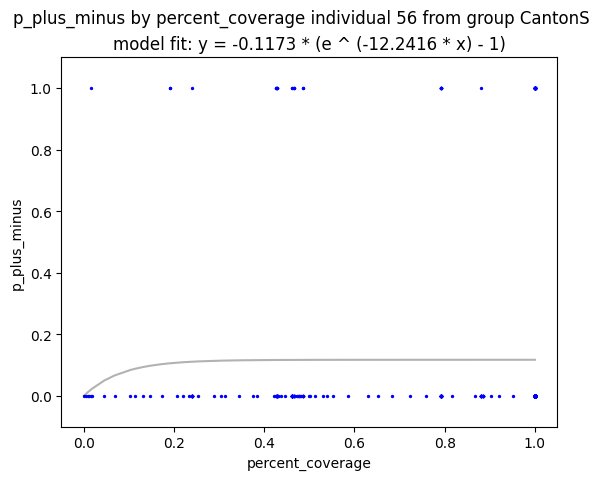 p_plus_minus by percent_coverage individual 56 from group CantonS
model fit: y = -0.1173 * (e ^ (-12.2416 * x) - 1)
1.0
0.8
0.6
0.4
0.2
0.0
p_plus_minus
0.0 0.2 0.4 0.6 0.8 1.0
percent_coverage